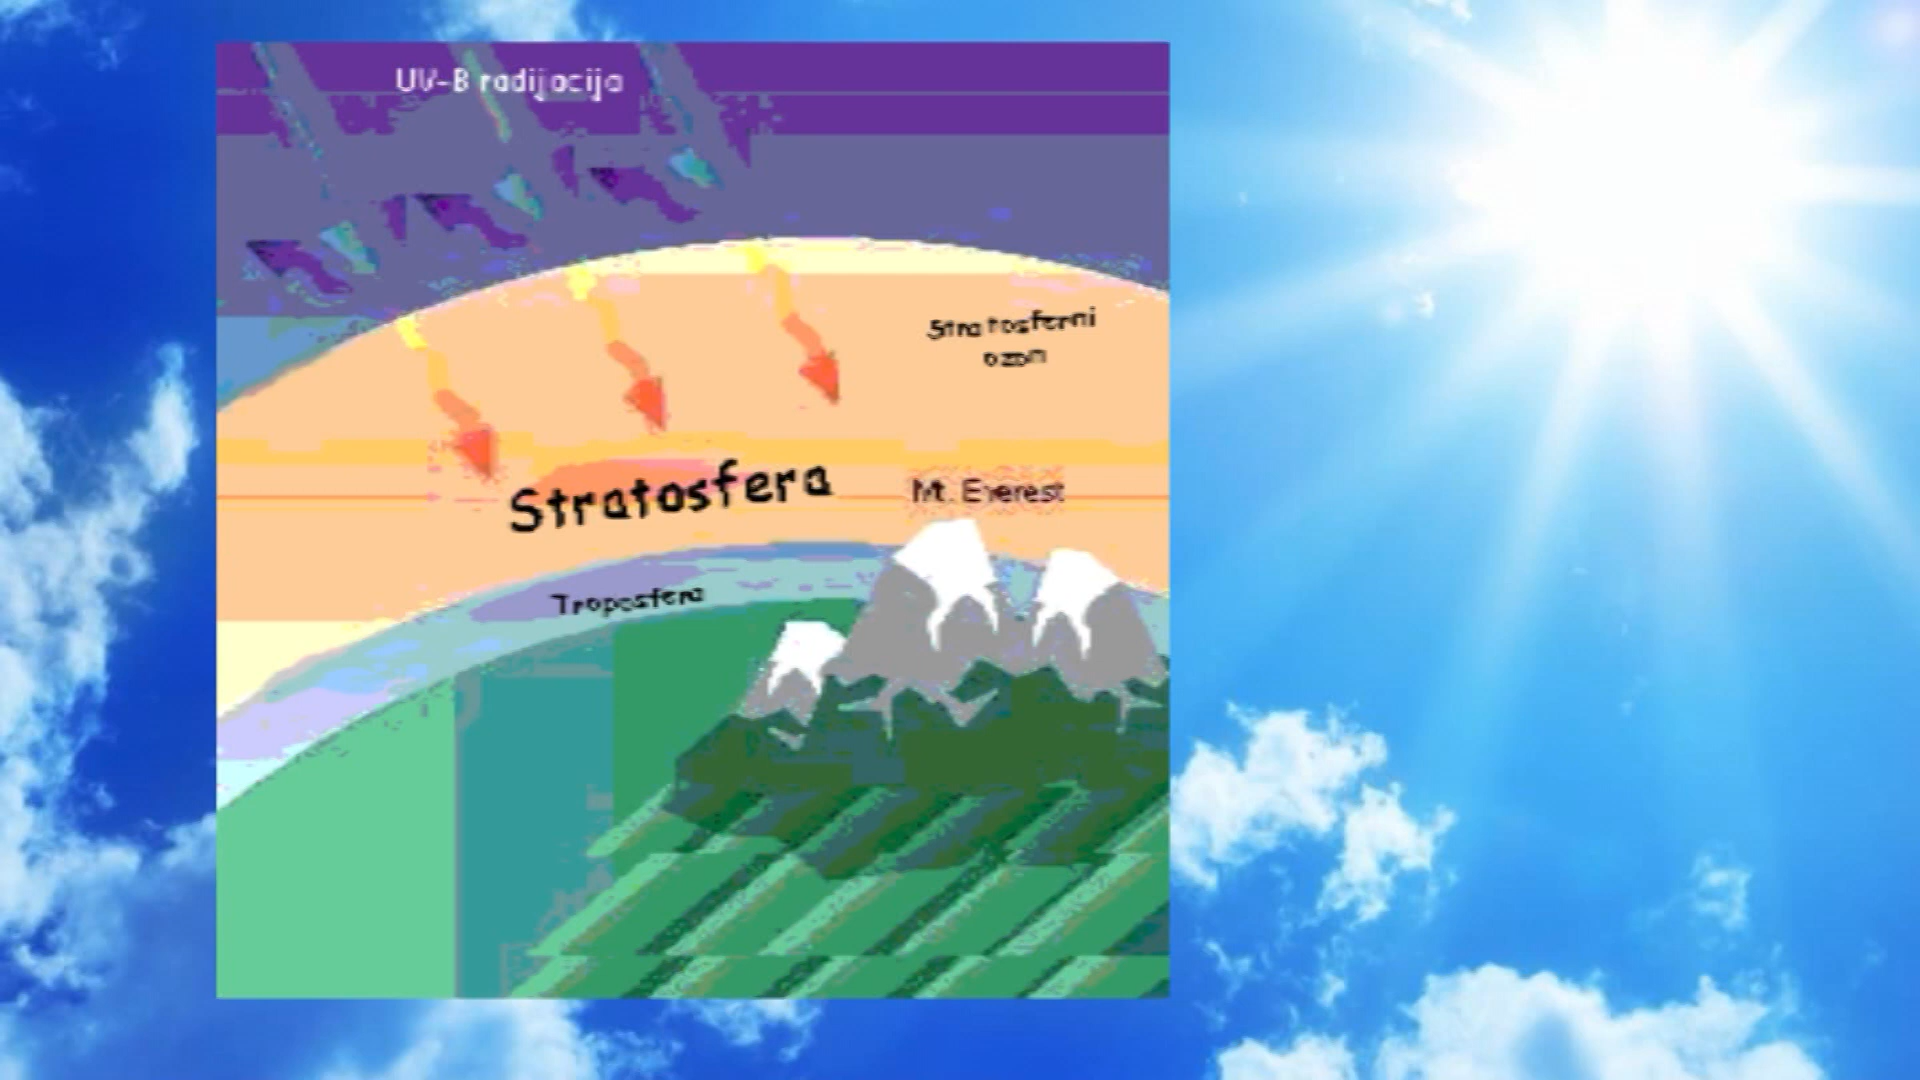 UV-B radijacija
Stratosferni
ozon
Stratosfera
Mt. Everest
Troposfera